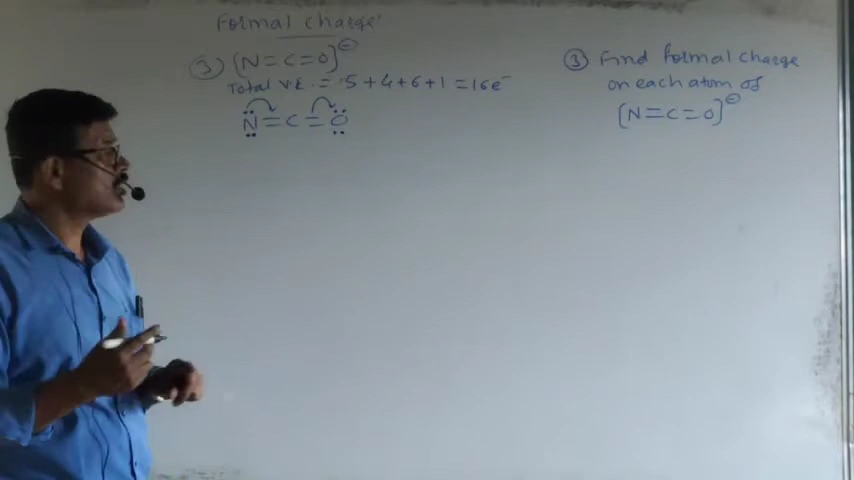 Formal charge:
③ [N=C=O]⊖
Total V.E. = 5+4+6+1 = 16e⁻
N=C=O
③ Find formal charge
on each atom of
[N=C=O]⊖